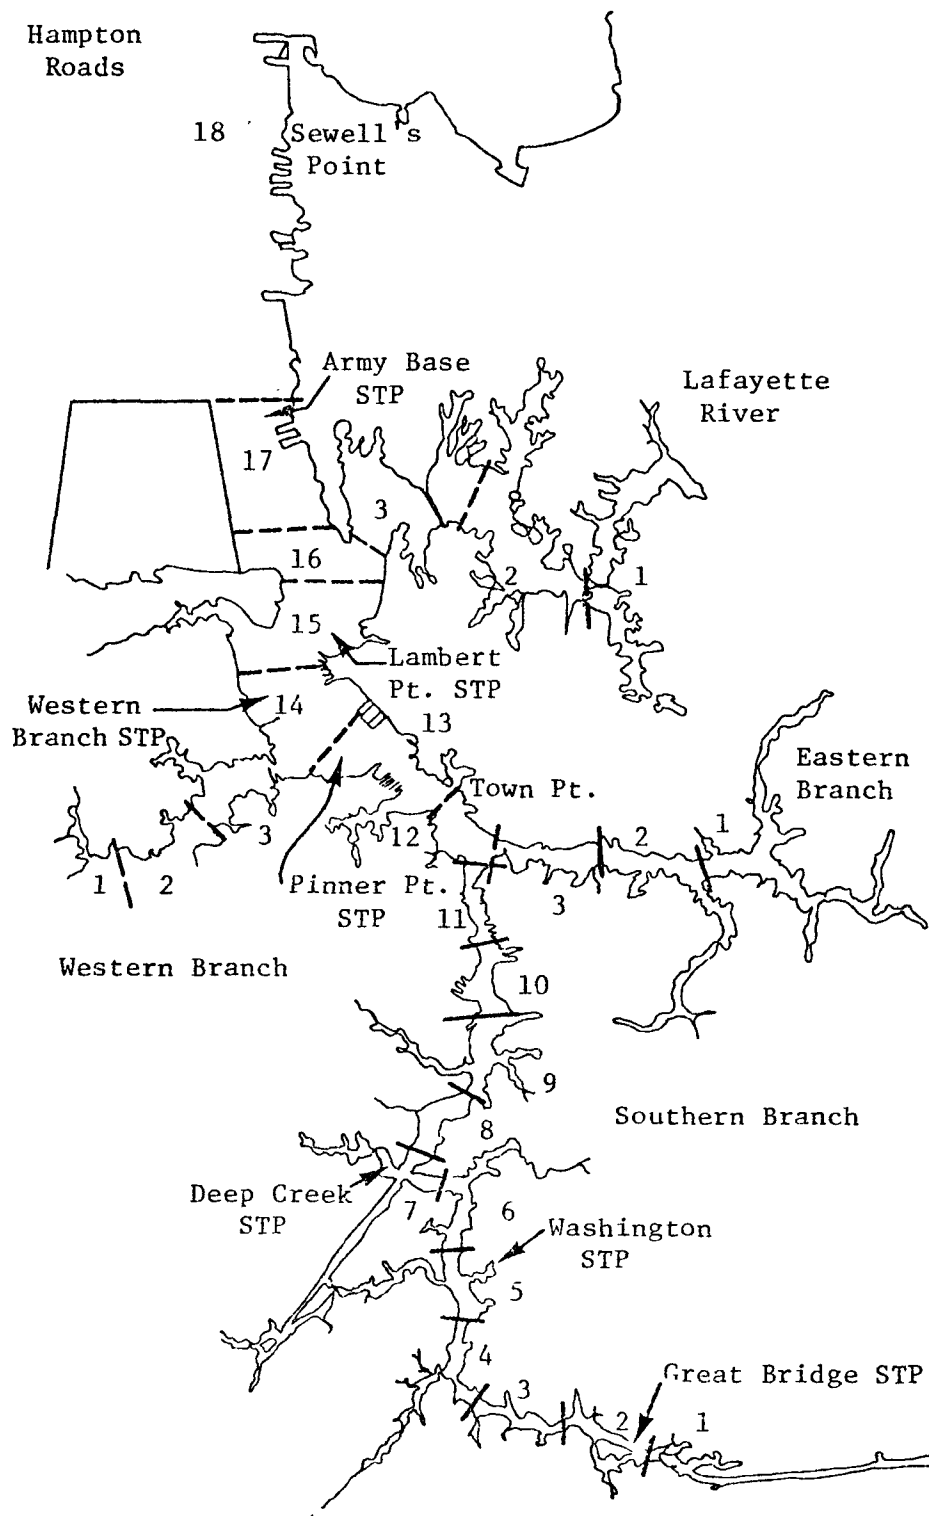 Hampton
Roads
18
Sewell's
Point
Army Base
STP
Lafayette
River
17
3
16
2
1
15
Lambert
Pt. STP
Western
Branch STP
14
13
Eastern
Branch
Town Pt.
12
2
1
3
1
2
Pinner Pt.
STP
3
11
Western Branch
10
9
Southern Branch
8
Deep Creek
STP
7
6
Washington
STP
5
4
Great Bridge STP
3
2
1